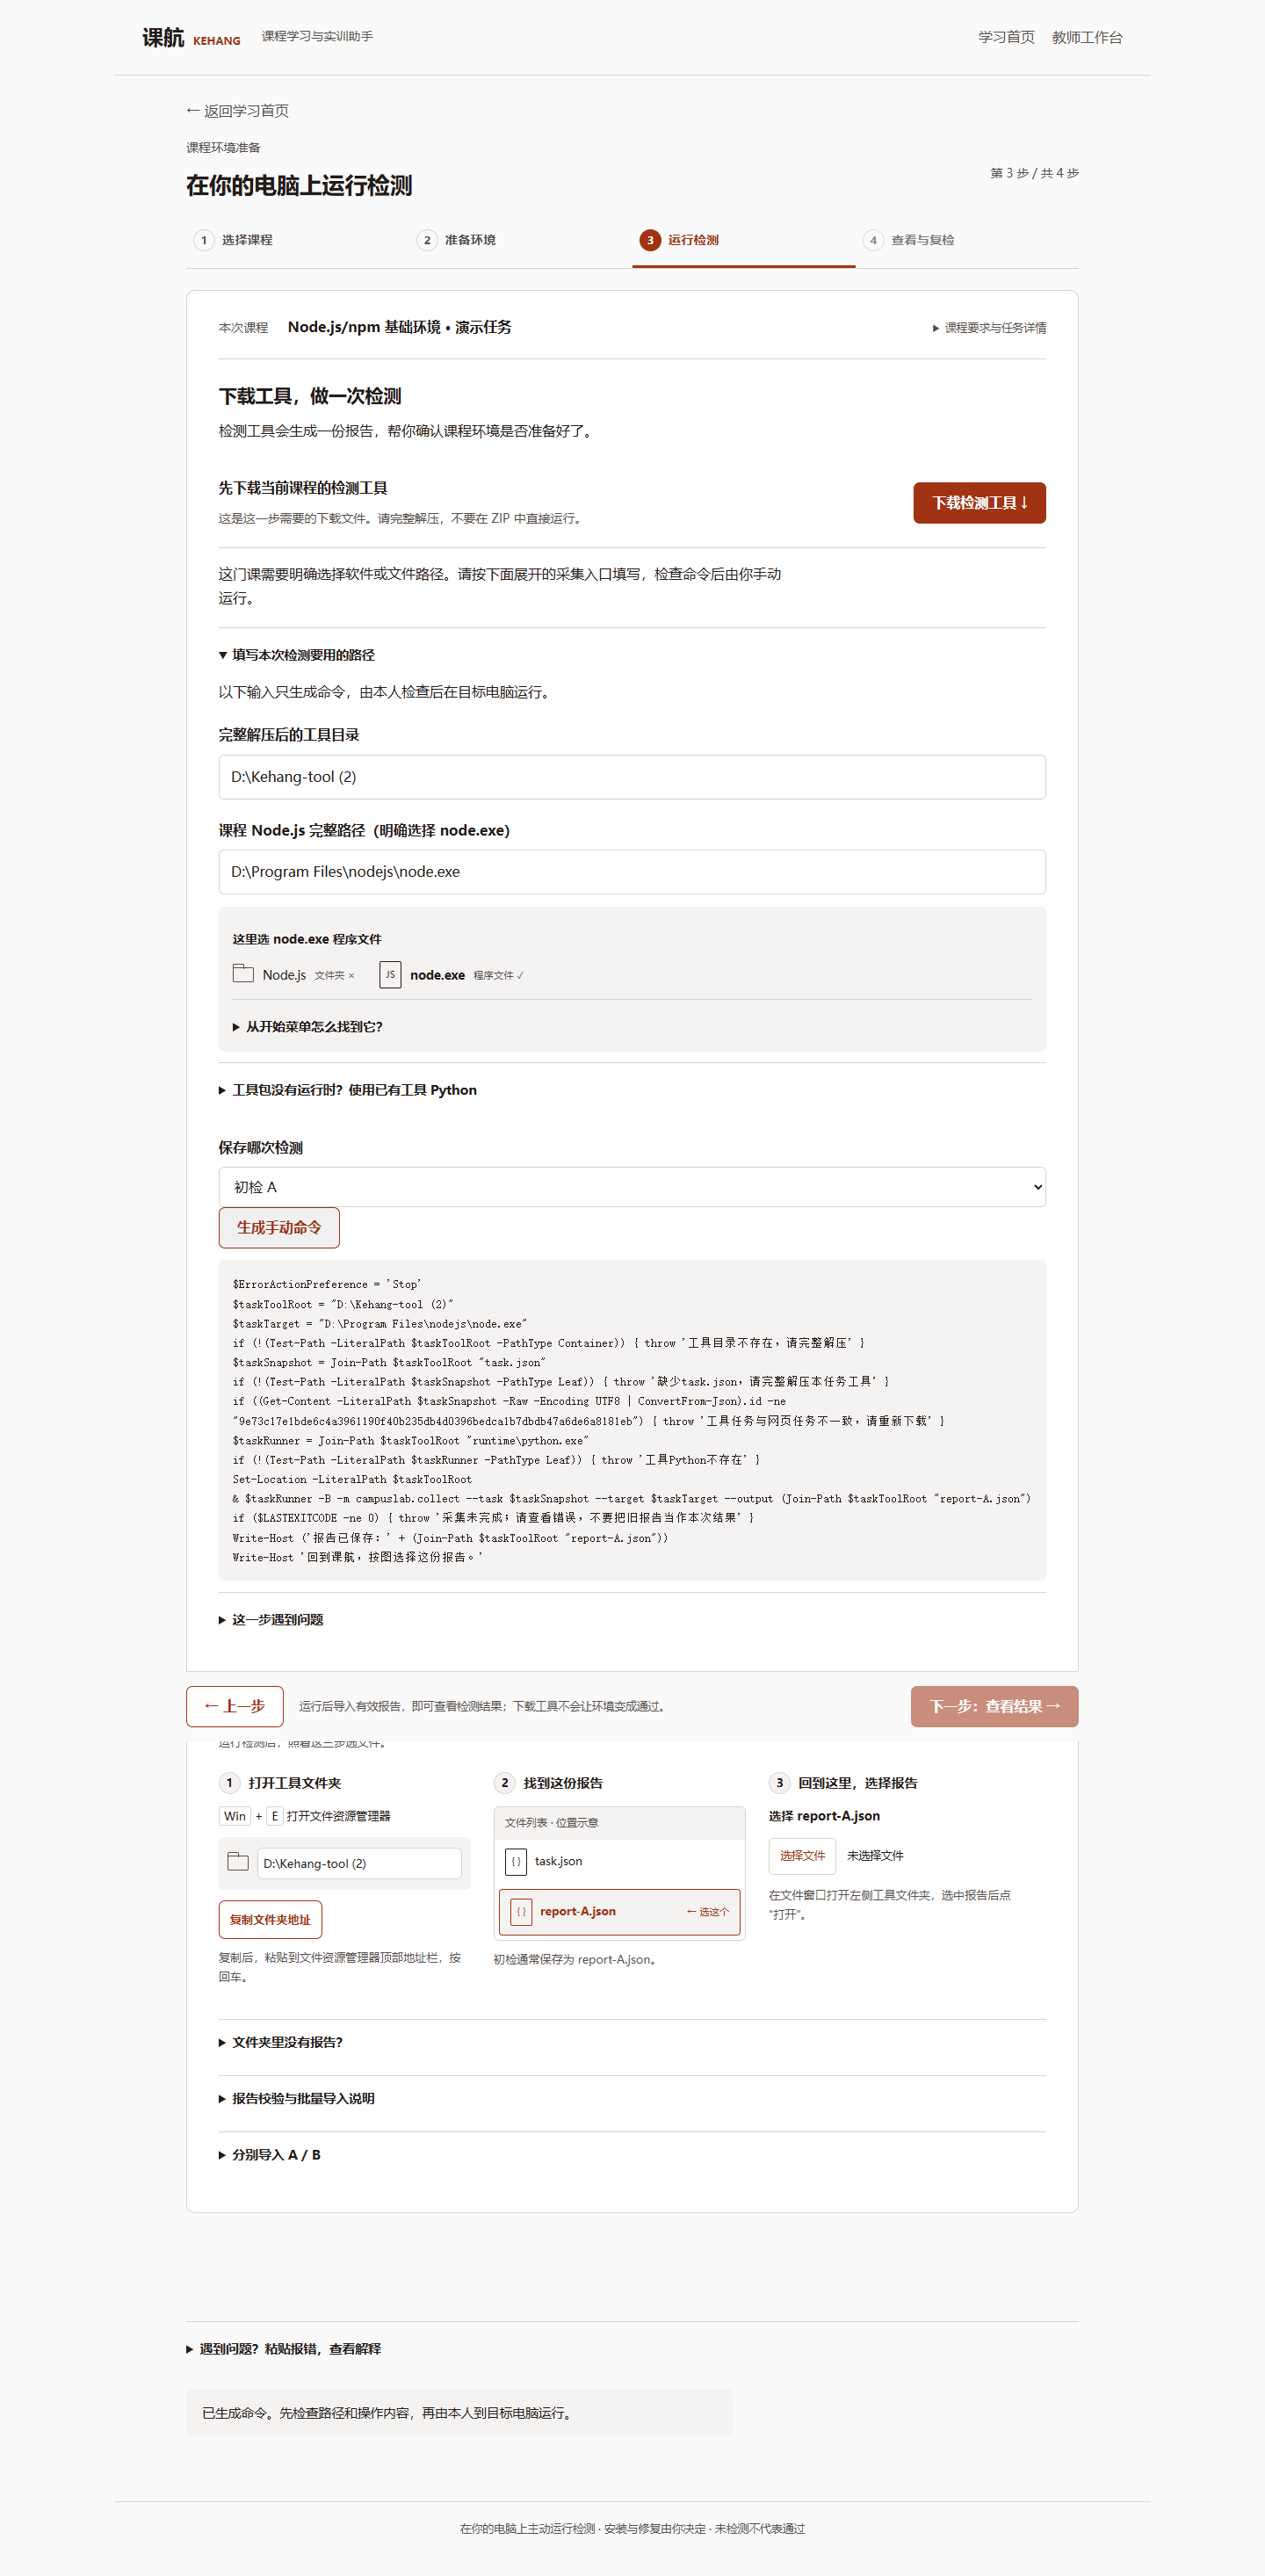 课航 KEHANG 课程学习与实训助手 学习首页 教师工作台
← 返回学习首页
课程环境准备
在你的电脑上运行检测
第 3 步 / 共 4 步
1 选择课程 2 准备环境 3 运行检测 4 查看与复检
本次课程 Node.js/npm 基础环境 • 演示任务 ▶ 课程要求与任务详情
下载工具，做一次检测
检测工具会生成一份报告，帮你确认课程环境是否准备好了。
先下载当前课程的检测工具
这是这一步需要的下载文件。请完整解压，不要在 ZIP 中直接运行。
下载检测工具 ↓
这门课需要明确选择软件或文件路径。请按下面展开的采集入口填写，检查命令后由你手动
运行。
▼ 填写本次检测要用的路径
以下输入只生成命令，由本人检查后在目标电脑运行。
完整解压后的工具目录
D:\Kehang-tool (2)
课程 Node.js 完整路径（明确选择 node.exe）
D:\Program Files\nodejs\node.exe
这里选 node.exe 程序文件
Node.js 文件夹 × JS node.exe 程序文件 ✓
▶ 从开始菜单怎么找到它？
▶ 工具包没有运行时？使用已有工具 Python
保存哪次检测
初检 A
生成手动命令
$ErrorActionPreference = 'Stop'
$taskToolRoot = "D:\Kehang-tool (2)"
$taskTarget = "D:\Program Files\nodejs\node.exe"
if (!(Test-Path -LiteralPath $taskToolRoot -PathType Container)) { throw '工具目录不存在，请完整解压' }
$taskSnapshot = Join-Path $taskToolRoot "task.json"
if (!(Test-Path -LiteralPath $taskSnapshot -PathType Leaf)) { throw '缺少task.json，请完整解压本任务工具' }
if ((Get-Content -LiteralPath $taskSnapshot -Raw -Encoding UTF8 | ConvertFrom-Json).id -ne
"9e73c17e1bde6c4a3961190f40b235db4d0396bedca1b7dbdb47a6de6a8181eb") { throw '工具任务与网页任务不一致，请重新下载' }
$taskRunner = Join-Path $taskToolRoot "runtime\python.exe"
if (!(Test-Path -LiteralPath $taskRunner -PathType Leaf)) { throw '工具Python不存在' }
Set-Location -LiteralPath $taskToolRoot
& $taskRunner -B -m campuslab.collect --task $taskSnapshot --target $taskTarget --output (Join-Path $taskToolRoot "report-A.json")
if ($LASTEXITCODE -ne 0) { throw '采集未完成；请查看错误，不要把旧报告当作本次结果' }
Write-Host ('报告已保存：' + (Join-Path $taskToolRoot "report-A.json"))
Write-Host '回到课航，按图选择这份报告。'
▶ 这一步遇到问题
← 上一步 运行后导入有效报告，即可查看检测结果；下载工具不会让环境变成通过。 下一步：查看结果 →
运行检测后，照着这三步选文件。
1 打开工具文件夹
Win + E 打开文件资源管理器
D:\Kehang-tool (2)
复制文件夹地址
复制后，粘贴到文件资源管理器顶部地址栏，按
回车。
2 找到这份报告
文件列表 · 位置示意
{ } task.json
{ } report-A.json ← 选这个
初检通常保存为 report-A.json。
3 回到这里，选择报告
选择 report-A.json
选择文件 未选择文件
在文件窗口打开左侧工具文件夹，选中报告后点
“打开”。
▶ 文件夹里没有报告？
▶ 报告校验与批量导入说明
▶ 分别导入 A / B
▶ 遇到问题？粘贴报错，查看解释
已生成命令。先检查路径和操作内容，再由本人到目标电脑运行。
在你的电脑上主动运行检测 · 安装与修复由你决定 · 未检测不代表通过